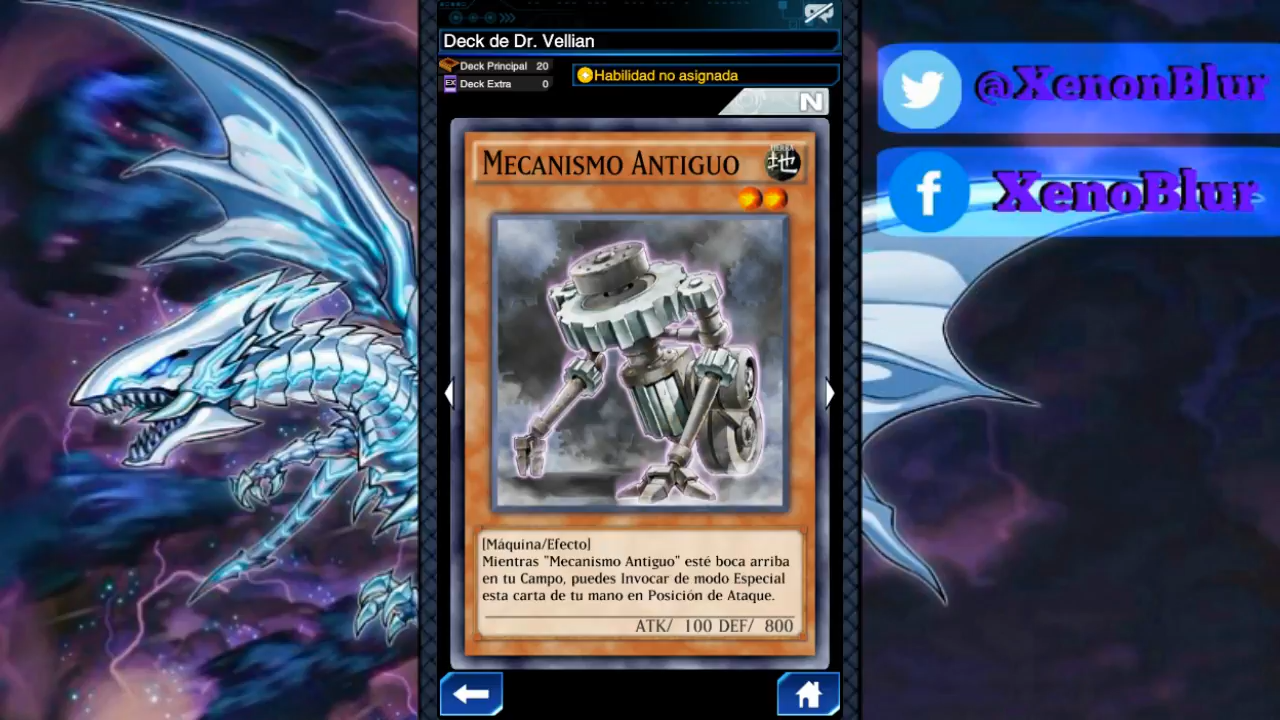 Deck de Dr. Vellian
Deck Principal 20
Deck Extra 0
EX
Habilidad no asignada
N
MECANISMO ANTIGUO
TIERRA
地
[Máquina/Efecto]
Mientras "Mecanismo Antiguo" esté boca arriba
en tu Campo, puedes Invocar de modo Especial
esta carta de tu mano en Posición de Ataque.
ATK/ 100 DEF/ 800
@XenonBlur
f
XenoBlur